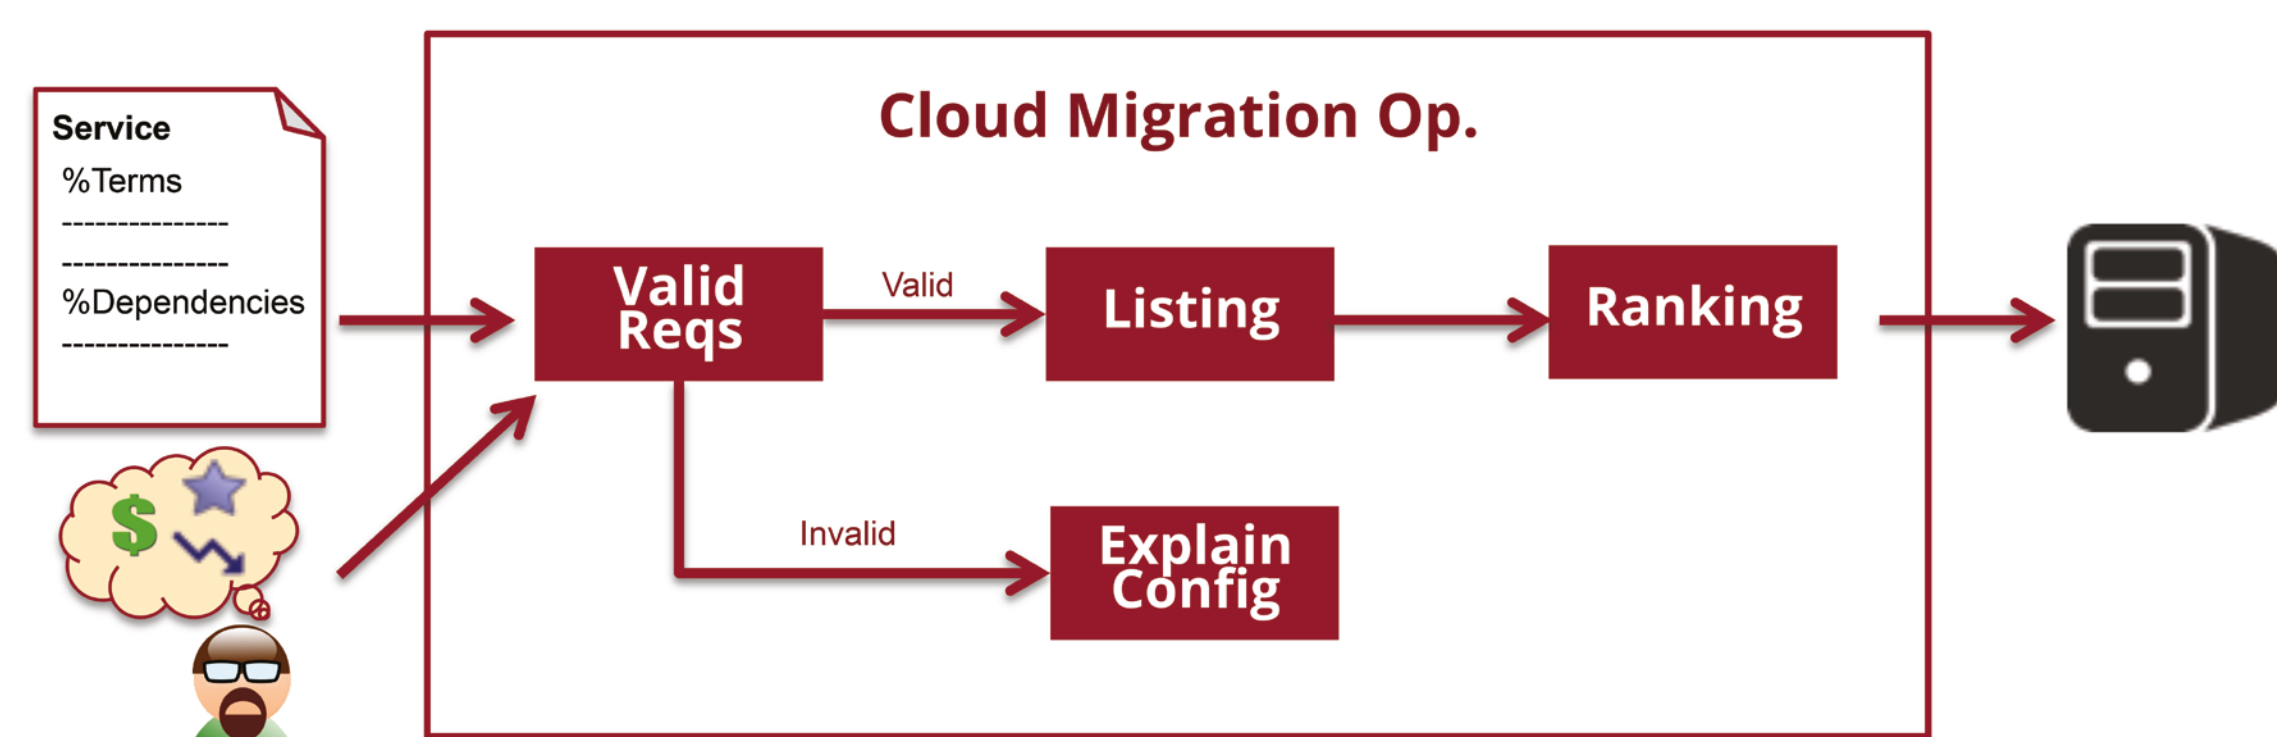 Cloud Migration Op.
Service
%Terms
---------------
---------------
%Dependencies
---------------
Valid
Reqs
Valid
Listing
Ranking
Invalid
Explain
Config